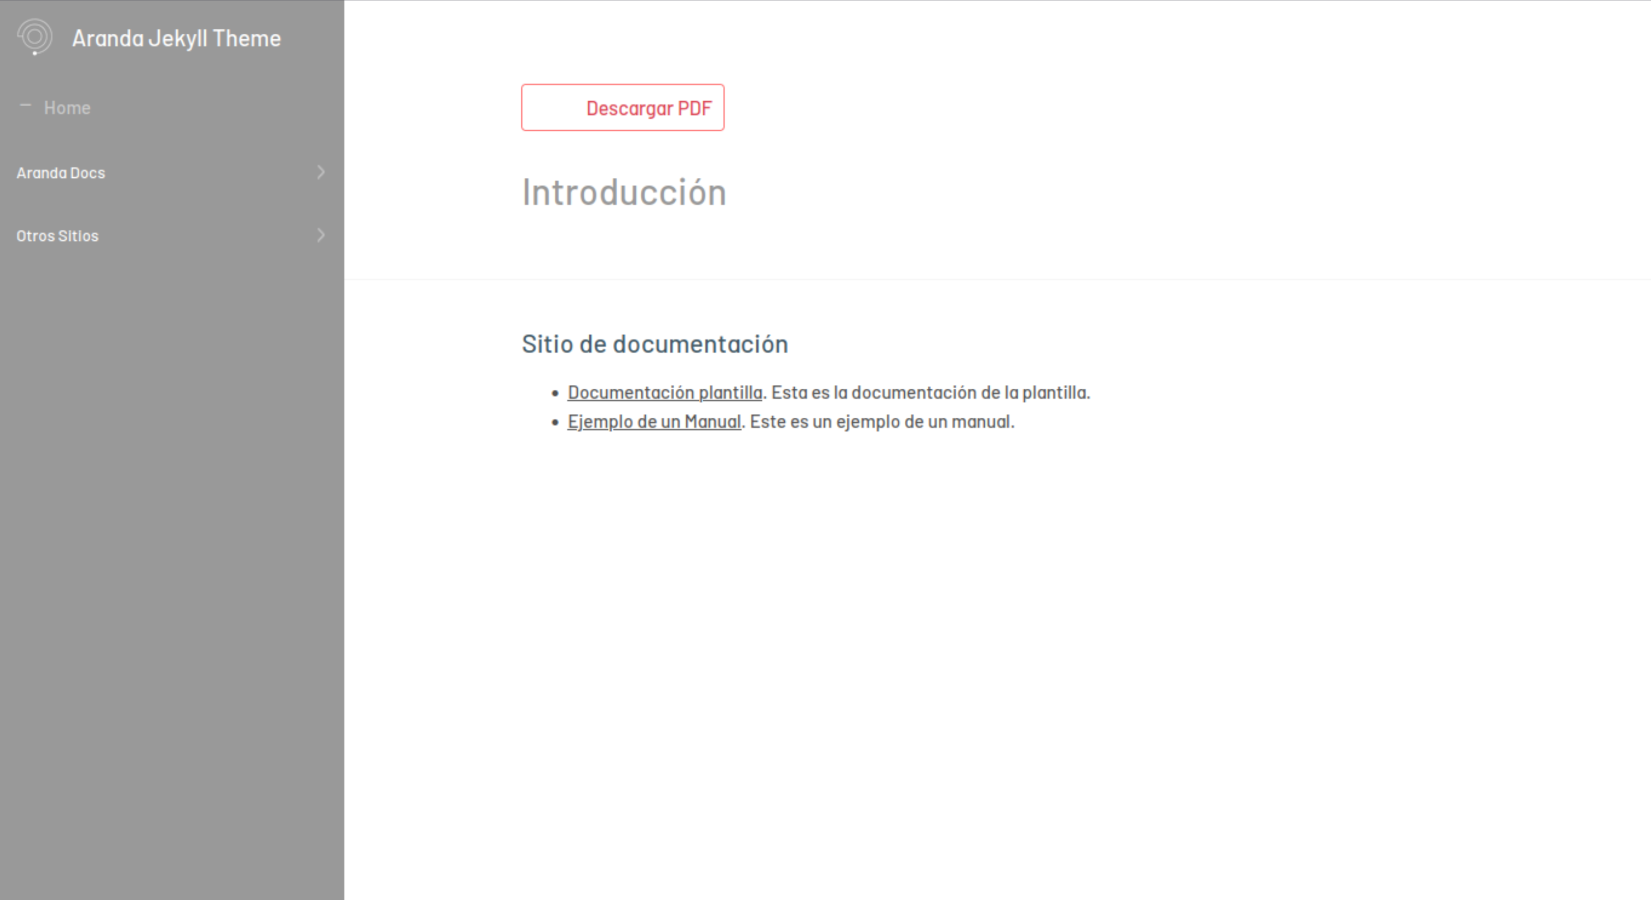 Aranda Jekyll Theme
Home
Aranda Docs
Otros Sitios
Descargar PDF
Introducción
Sitio de documentación
• Documentación plantilla. Esta es la documentación de la plantilla.
• Ejemplo de un Manual. Este es un ejemplo de un manual.